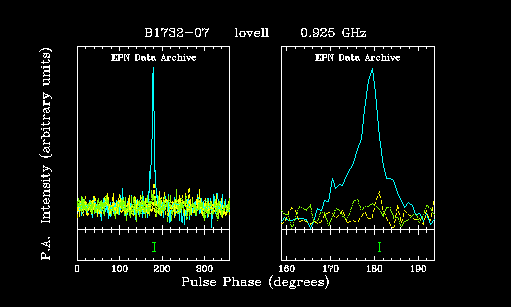 B1732-07 lovell 0.925 GHz
EPN Data Archive EPN Data Archive
P.A. Intensity (arbitrary units)
0 100 200 300 160 170 180 190
Pulse Phase (degrees)